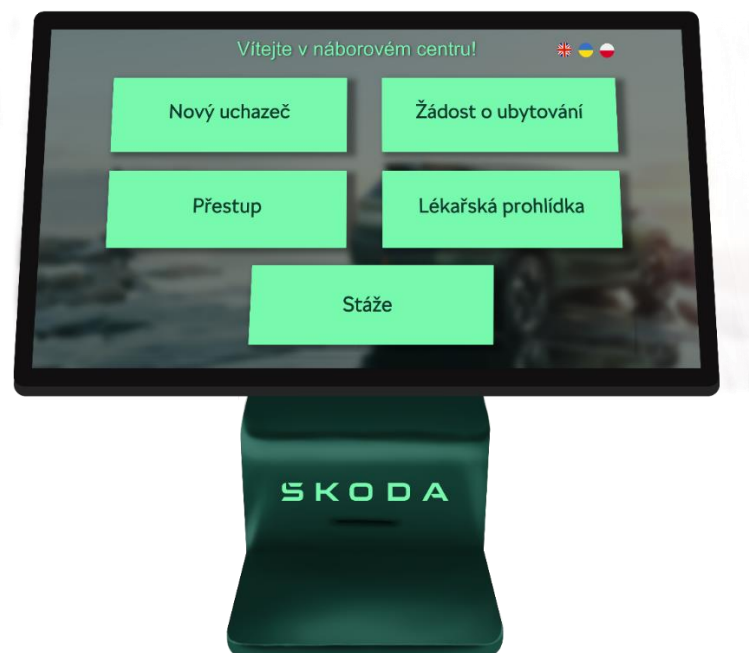 Vítejte v náborovém centru!
Nový uchazeč
Žádost o ubytování
Přestup
Lékařská prohlídka
Stáže
ŠKODA